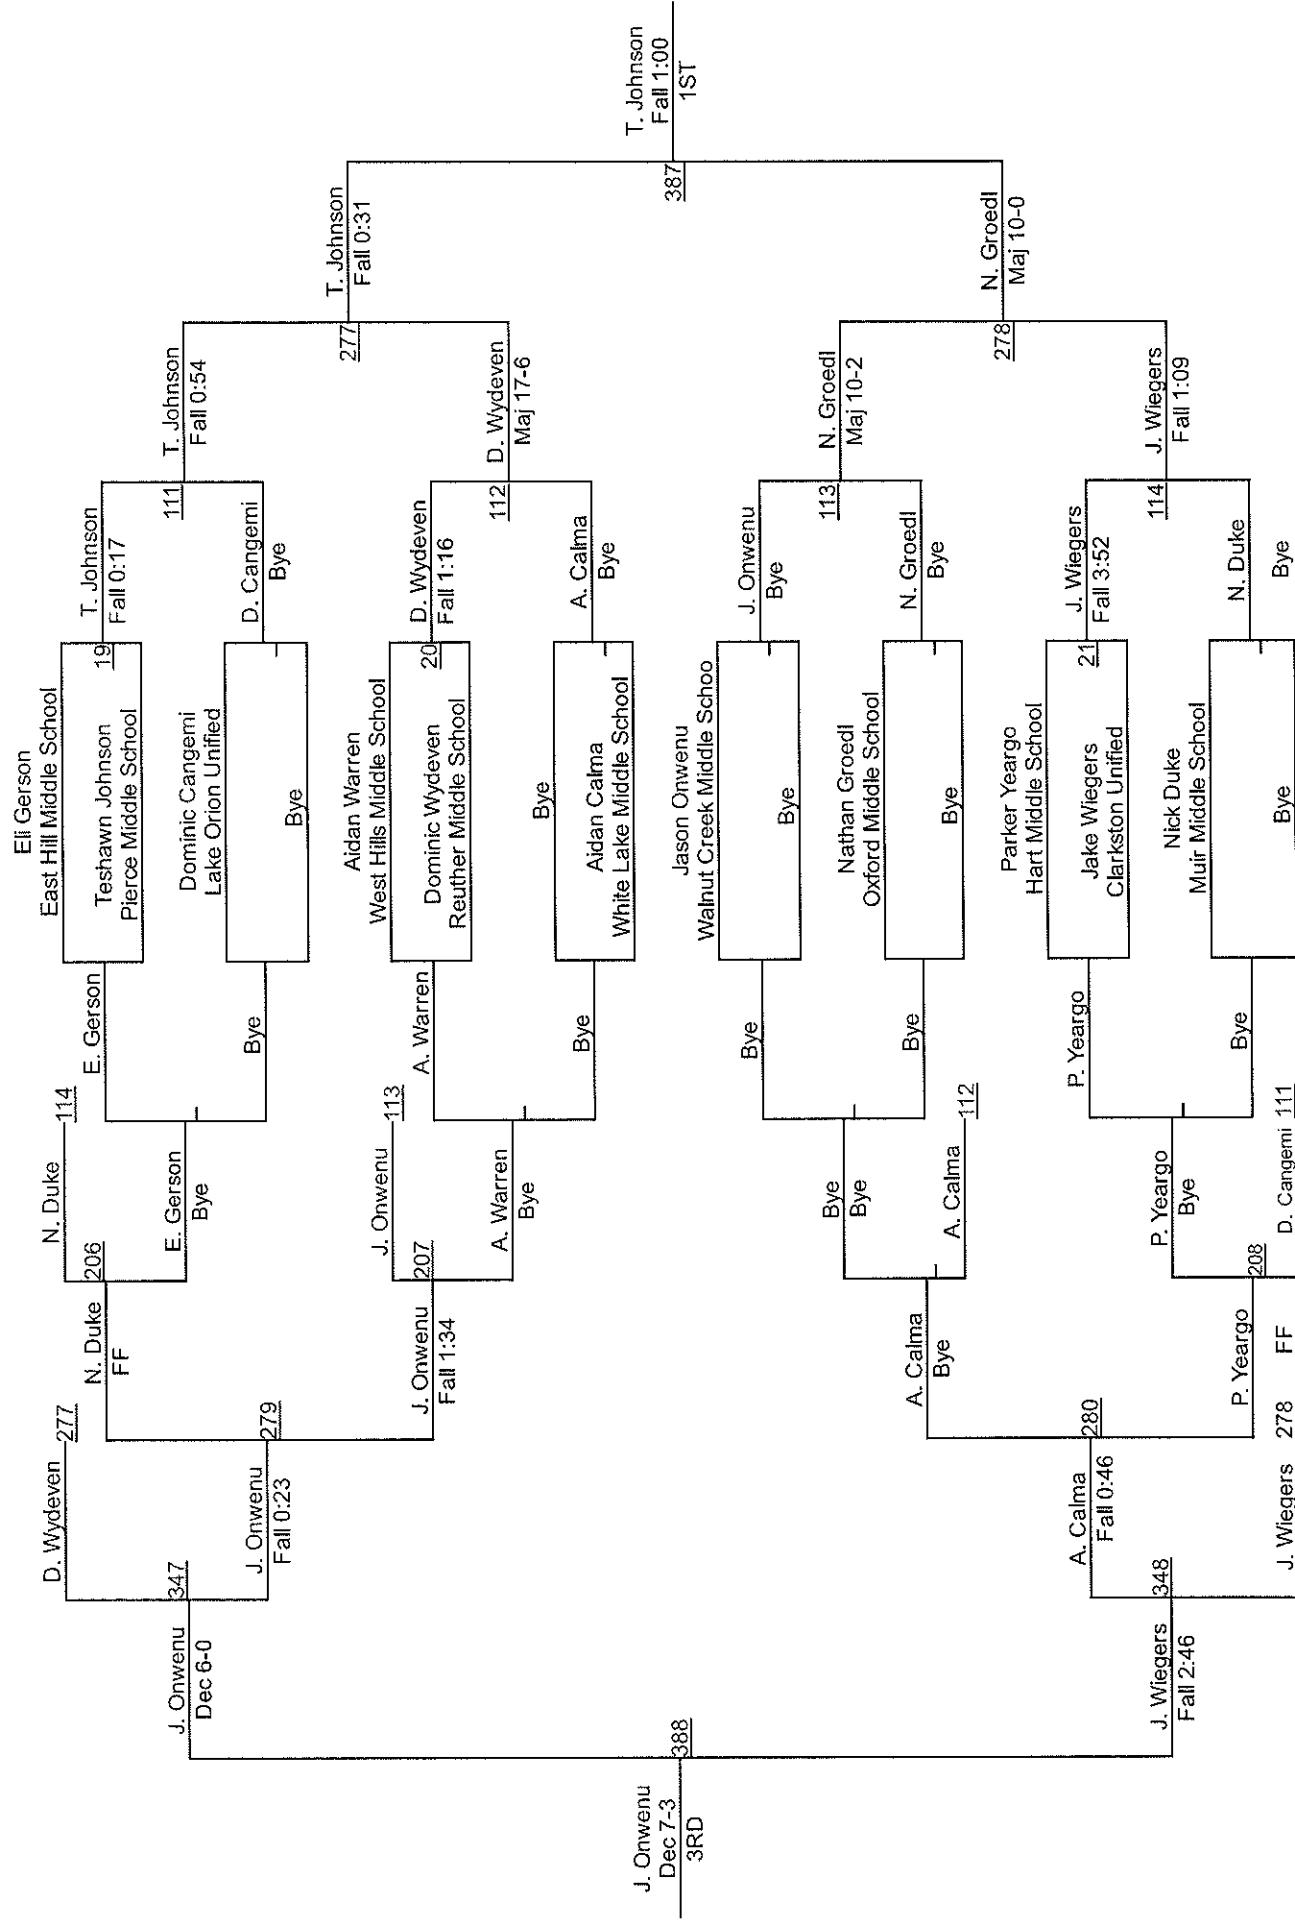 J. Onwenu
Dec 7-3
3RD
388
J. Onwenu
Dec 6-0
J. Wiegers
Fall 2:46
347
348
D. Wydeven
277
J. Onwenu
Fall 0:23
A. Calma
Fall 0:46
J. Wiegers 278
279
280
N. Duke
FF
J. Onwenu
Fall 1:34
A. Calma
Bye
P. Yeargo
FF
206
207
208
N. Duke
114
E. Gerson
Bye
J. Onwenu
113
A. Warren
Bye
Bye
Bye
A. Calma
112
P. Yeargo
Bye
D. Cangemi 111
E. Gerson
Bye
A. Warren
Bye
Bye
Bye
P. Yeargo
Bye
Eli Gerson
East Hill Middle School
Teshawn Johnson
Pierce Middle School
19
Dominic Cangemi
Lake Orion Unified
Bye
Aidan Warren
West Hills Middle School
Dominic Wydeven
Reuther Middle School
20
Bye
Aidan Calma
White Lake Middle School
Jason Onwenu
Walnut Creek Middle Schoo
Bye
Nathan Groedl
Oxford Middle School
Bye
Parker Yeargo
Hart Middle School
Jake Wiegers
Clarkston Unified
21
Nick Duke
Muir Middle School
Bye
T. Johnson
Fall 0:17
D. Cangemi
Bye
D. Wydeven
Fall 1:16
A. Calma
Bye
J. Onwenu
Bye
N. Groedl
Bye
J. Wiegers
Fall 3:52
N. Duke
Bye
111
112
113
114
T. Johnson
Fall 0:54
D. Wydeven
Maj 17-6
N. Groedl
Maj 10-2
J. Wiegers
Fall 1:09
277
278
T. Johnson
Fall 0:31
N. Groedl
Maj 10-0
387
T. Johnson
Fall 1:00
1ST